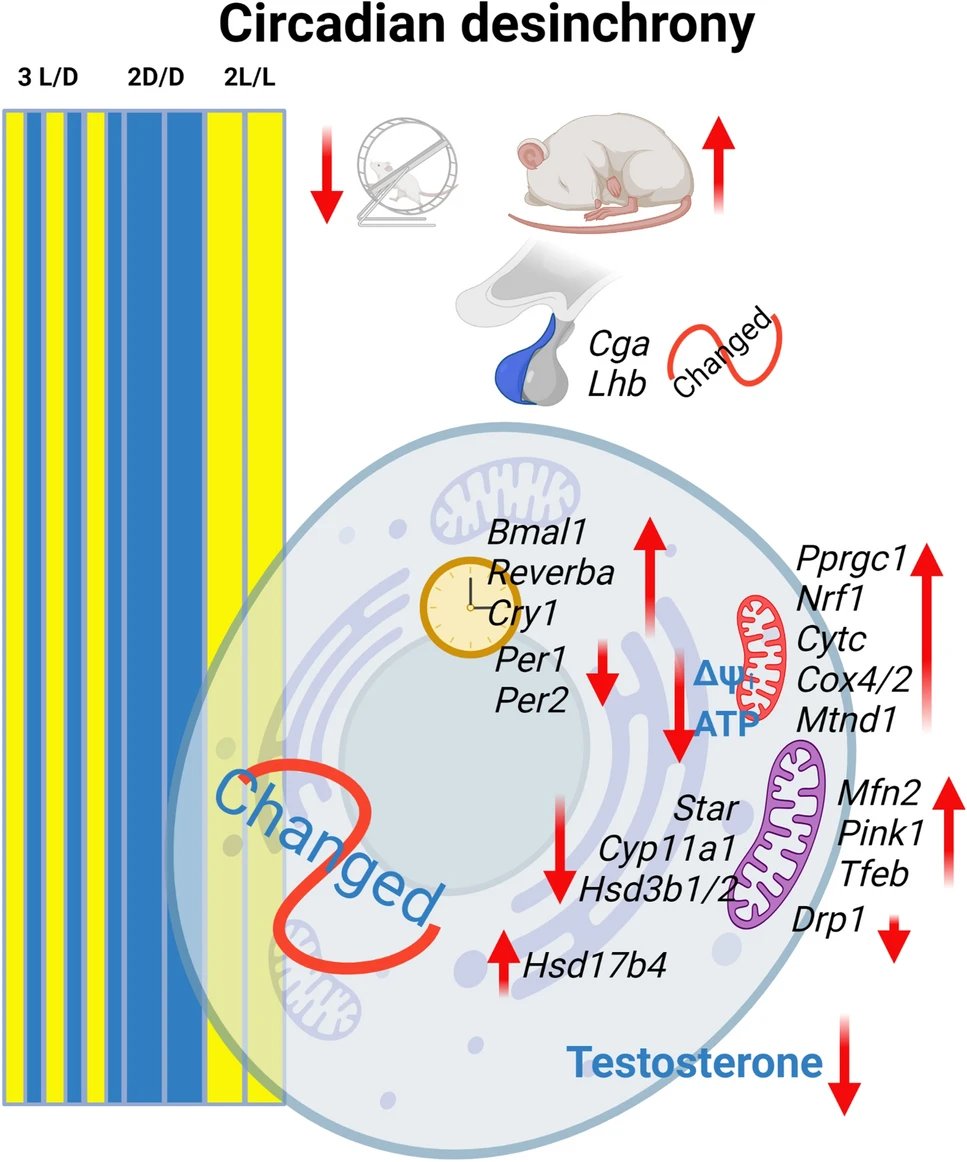 Circadian desinchrony
3 L/D 2D/D 2L/L
Cga
Lhb
Changed
Bmal1
Reverba
Cry1
Per1
Per2
Δψ
ATP
Pprgc1
Nrf1
Cytc
Cox4/2
Mtnd1
Star
Cyp11a1
Hsd3b1/2
Mfn2
Pink1
Tfeb
Drp1
Changed
Hsd17b4
Testosterone